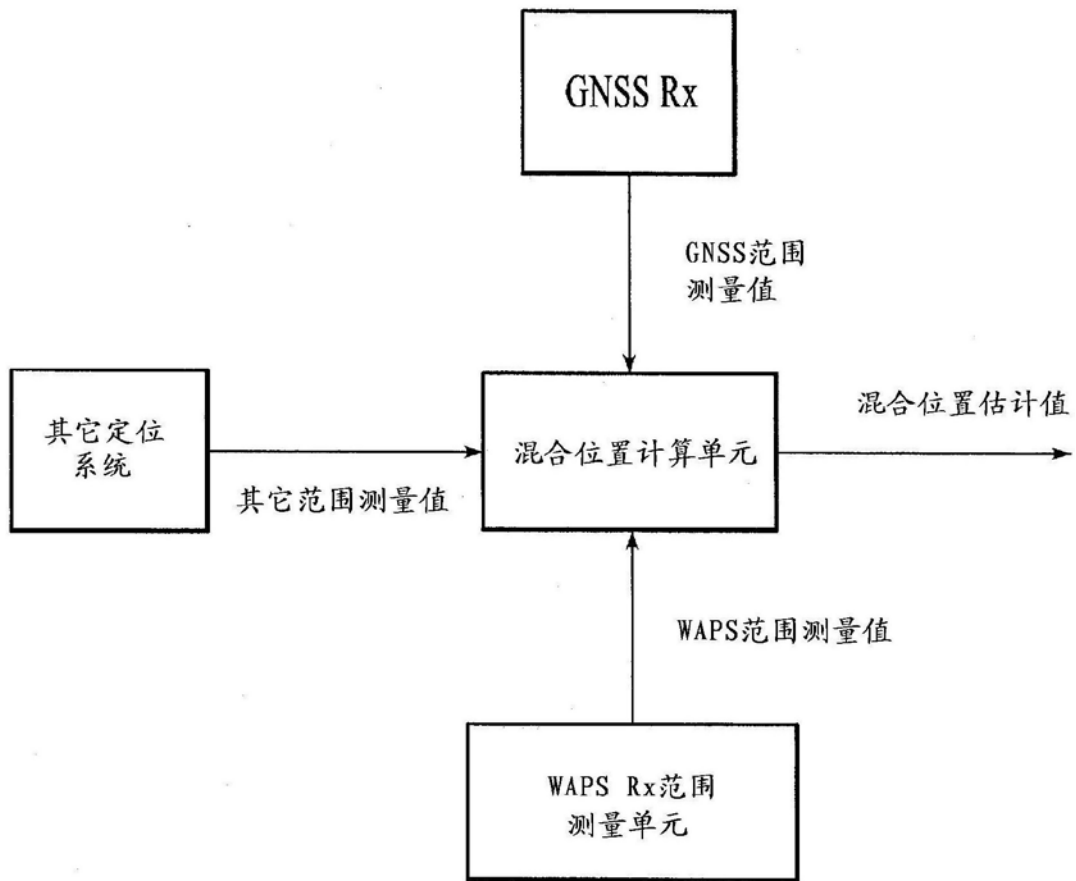 GNSS Rx
GNSS范围
测量值
其它定位
系统
其它范围测量值
混合位置计算单元
混合位置估计值
WAPS范围测量值
WAPS Rx范围
测量单元